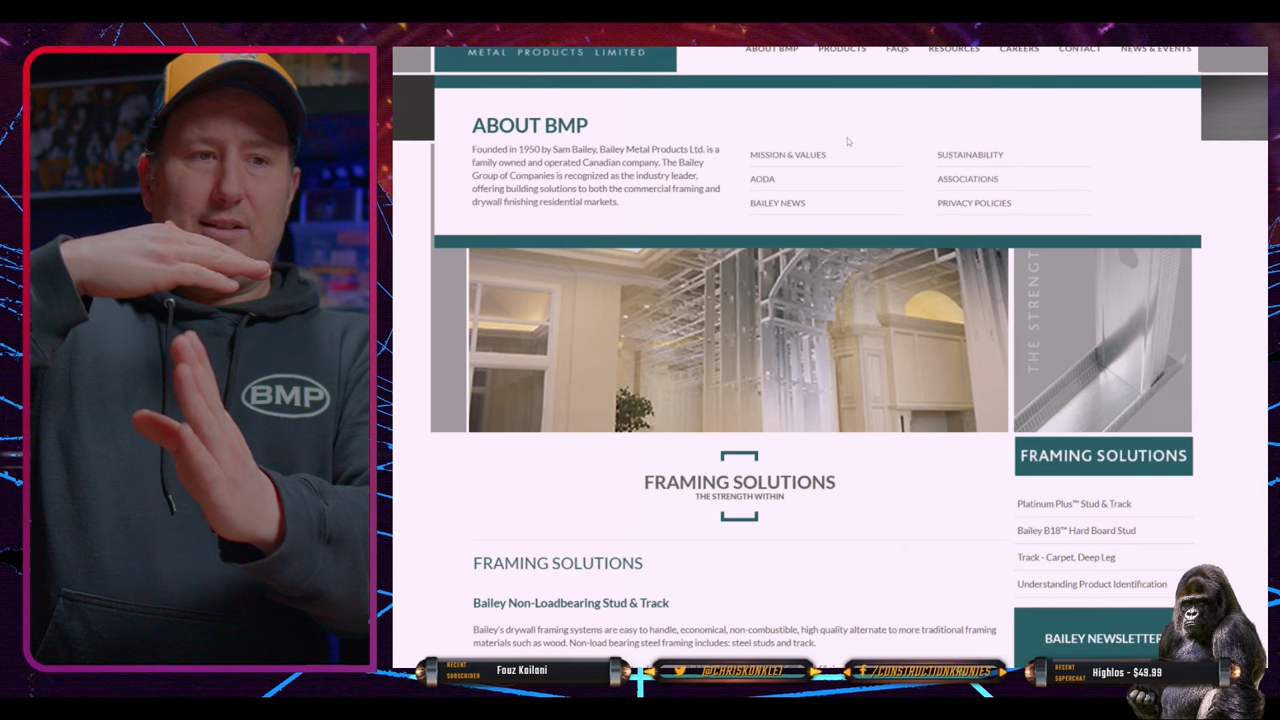 METAL PRODUCTS LIMITED
ABOUT BMP PRODUCTS FAQS RESOURCES CAREERS CONTACT NEWS & EVENTS
ABOUT BMP
Founded in 1950 by Sam Bailey, Bailey Metal Products Ltd. is a
family owned and operated Canadian company. The Bailey
Group of Companies is recognized as the industry leader,
offering building solutions to both the commercial framing and
drywall finishing residential markets.
MISSION & VALUES
AODA
BAILEY NEWS
SUSTAINABILITY
ASSOCIATIONS
PRIVACY POLICIES
BMP
THE STRENGT
FRAMING SOLUTIONS
THE STRENGTH WITHIN
FRAMING SOLUTIONS
Platinum Plus™ Stud & Track
Bailey B18™ Hard Board Stud
Track - Carpet, Deep Leg
Understanding Product Identification
BAILEY NEWSLETTER
FRAMING SOLUTIONS
Bailey Non-Loadbearing Stud & Track
Bailey's drywall framing systems are easy to handle, economical, non-combustible, high quality alternate to more traditional framing
materials such as wood. Non-load bearing steel framing includes: steel studs and track.
RECENT SUBSCRIBER
Fouz Kailani
@CHRISKONKLE1
/CONSTRUCTIONKRONIES
RECENT SUPERCHAT
Highlos - $49.99